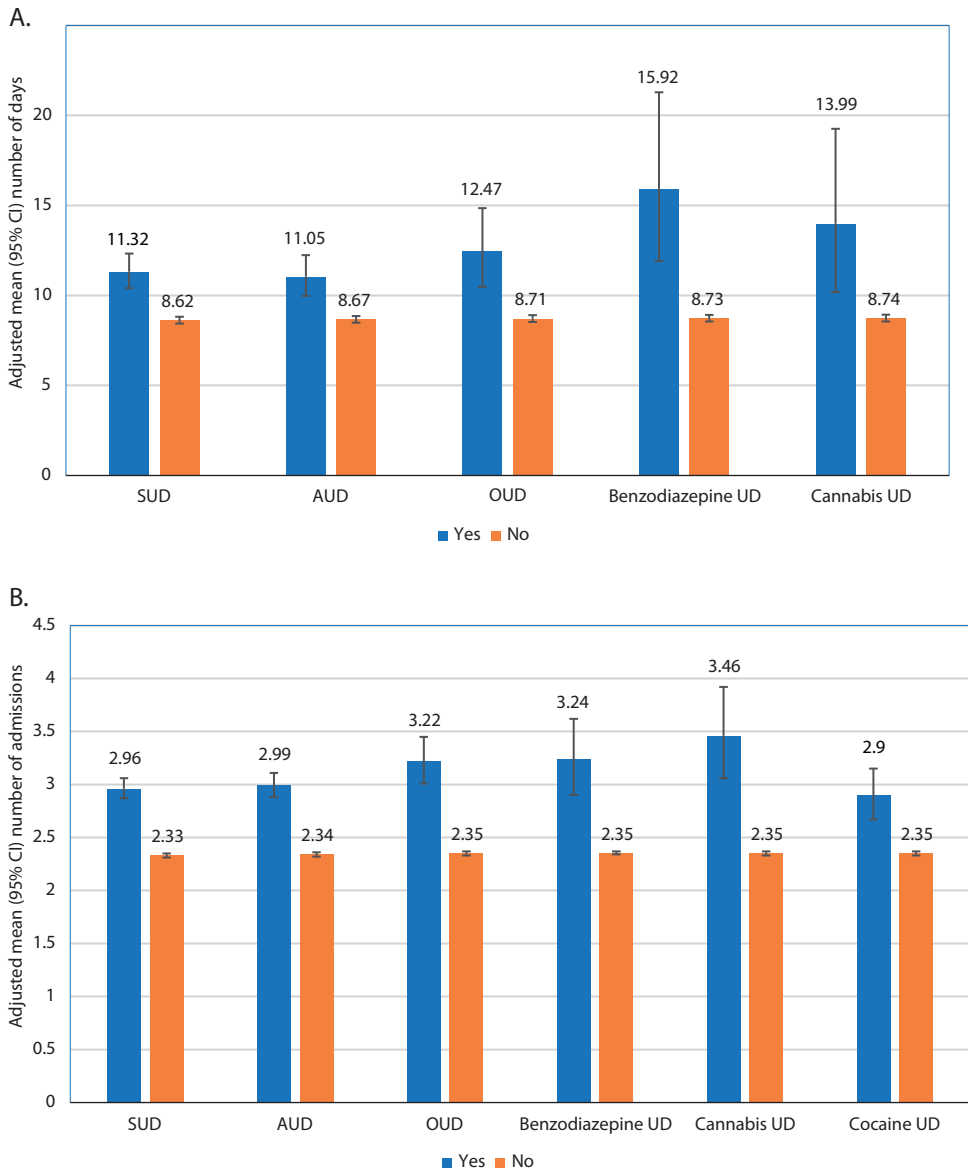 A.
Adjusted mean (95% CI) number of days
20
15
10
5
0
11.32
8.62
11.05
8.67
12.47
8.71
15.92
8.73
13.99
8.74
SUD
AUD
OUD
Benzodiazepine UD
Cannabis UD
Yes
No
B.
Adjusted mean (95% CI) number of admissions
4.5
4
3.5
3
2.5
2
1.5
1
0.5
0
2.96
2.33
2.99
2.34
3.22
2.35
3.24
2.35
3.46
2.35
2.9
2.35
SUD
AUD
OUD
Benzodiazepine UD
Cannabis UD
Cocaine UD
Yes
No